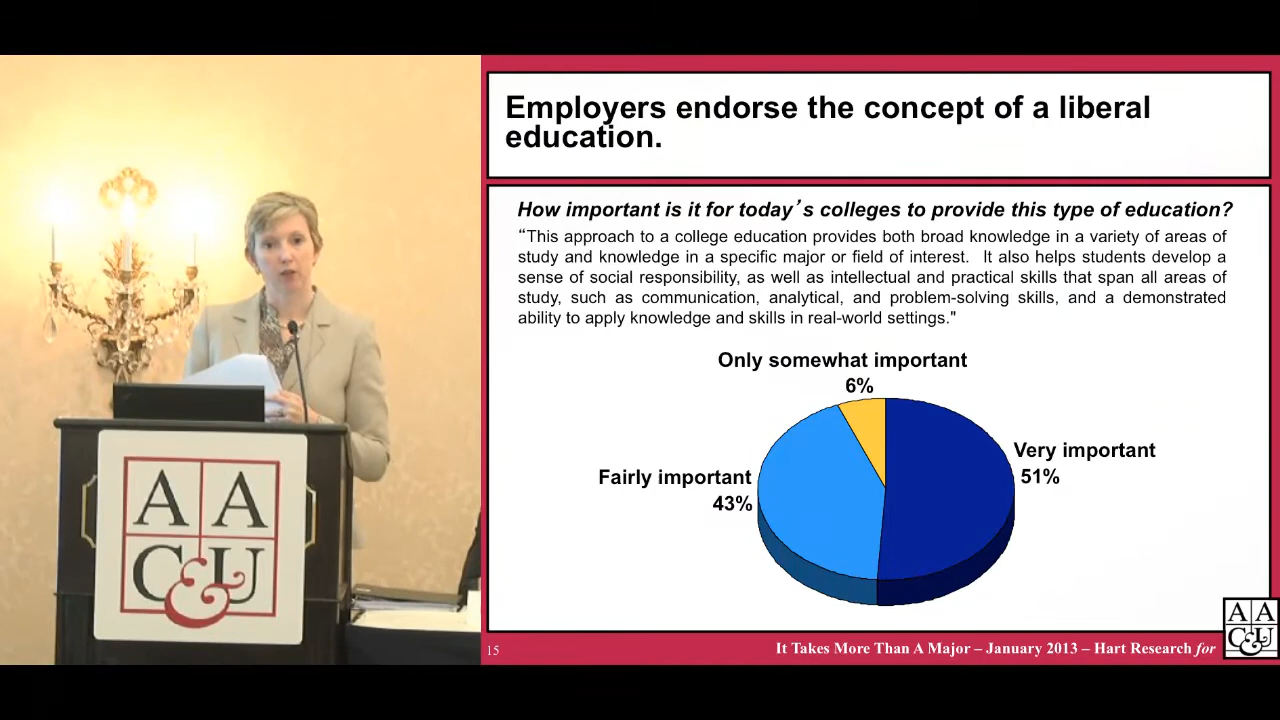 Employers endorse the concept of a liberal
education.
How important is it for today’s colleges to provide this type of education?
“This approach to a college education provides both broad knowledge in a variety of areas of
study and knowledge in a specific major or field of interest. It also helps students develop a
sense of social responsibility, as well as intellectual and practical skills that span all areas of
study, such as communication, analytical, and problem-solving skills, and a demonstrated
ability to apply knowledge and skills in real-world settings."
Only somewhat important
6%
Very important
51%
Fairly important
43%
A A
C&U
15
It Takes More Than A Major – January 2013 – Hart Research for
A A
C&U